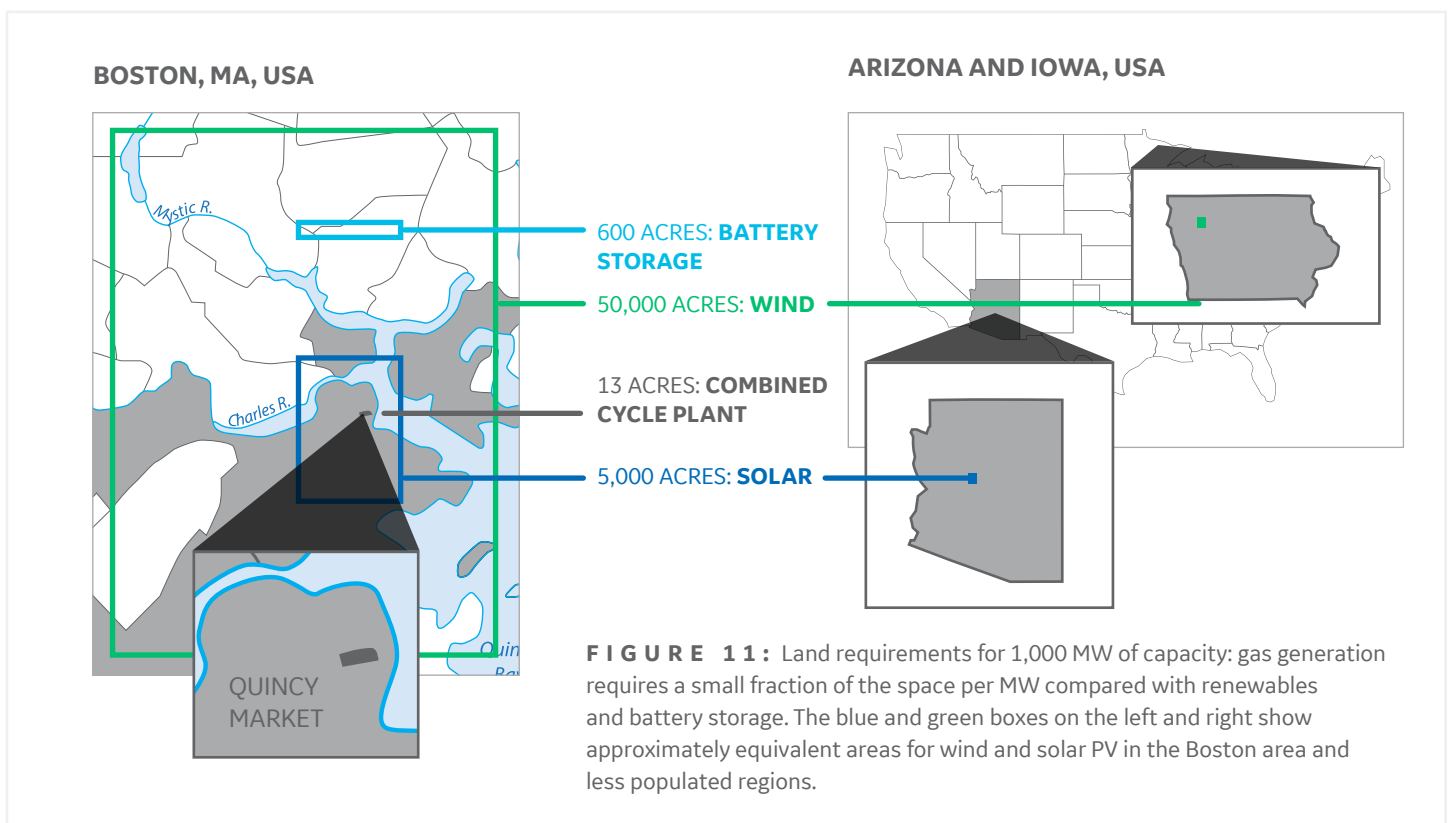 BOSTON, MA, USA
ARIZONA AND IOWA, USA
Mystic R.
600 ACRES: BATTERY
STORAGE
50,000 ACRES: WIND
13 ACRES: COMBINED
CYCLE PLANT
Charles R.
5,000 ACRES: SOLAR
QUINCY
MARKET
FIGURE 11: Land requirements for 1,000 MW of capacity: gas generation
requires a small fraction of the space per MW compared with renewables
and battery storage. The blue and green boxes on the left and right show
approximately equivalent areas for wind and solar PV in the Boston area and
less populated regions.